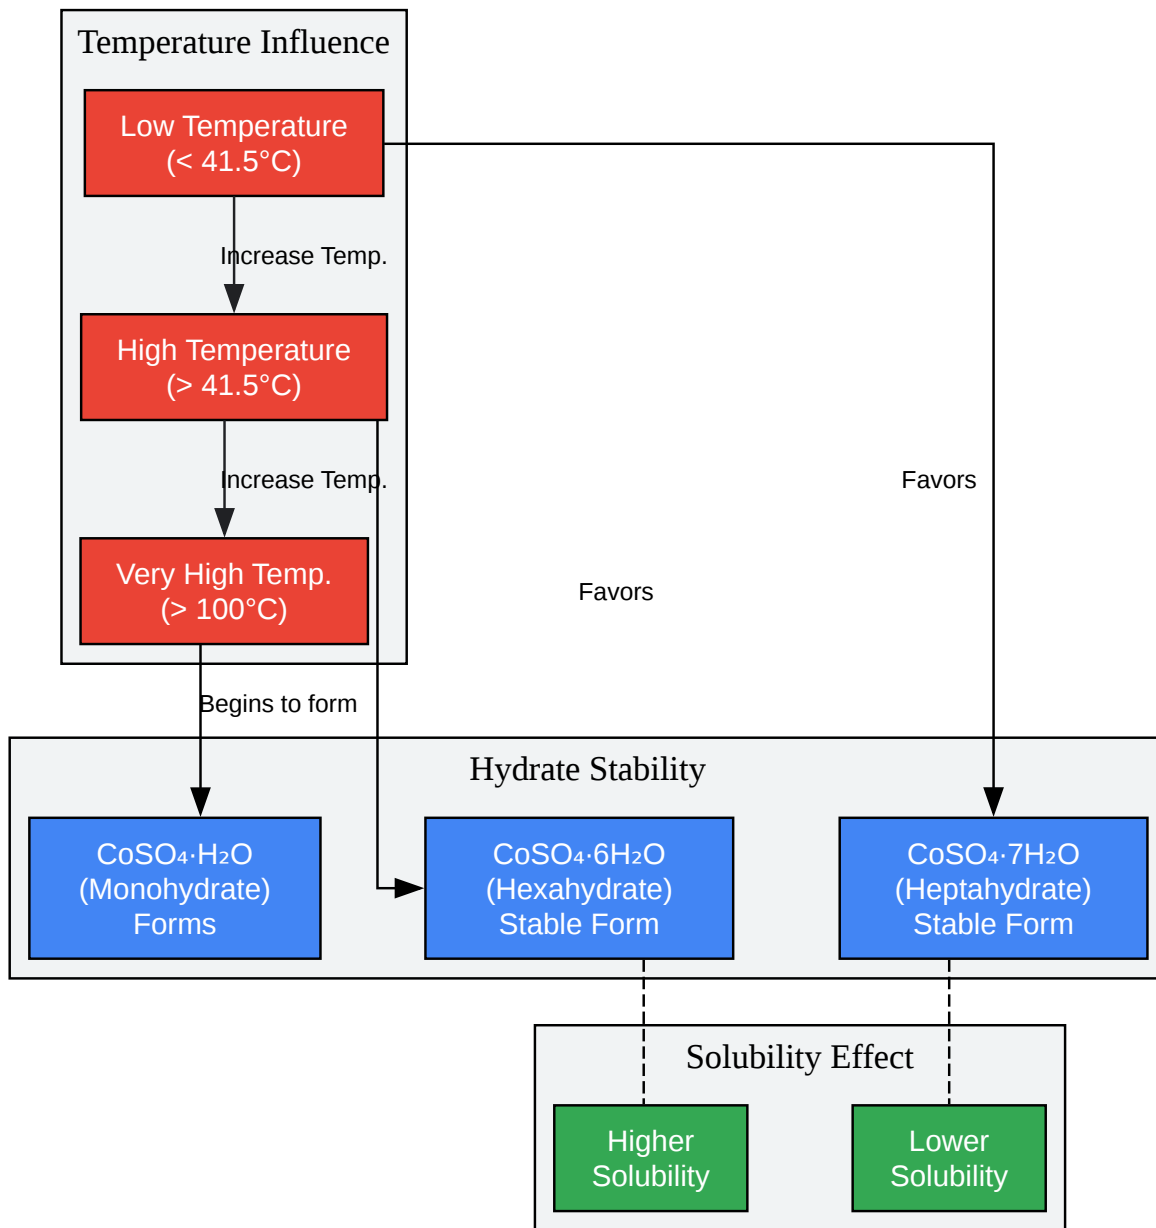 Temperature Influence
Low Temperature
(< 41.5°C)
Increase Temp.
High Temperature
(> 41.5°C)
Increase Temp.
Favors
Very High Temp.
(> 100°C)
Favors
Begins to form
Hydrate Stability
CoSO₄·H₂O
(Monohydrate)
Forms
CoSO₄·6H₂O
(Hexahydrate)
Stable Form
CoSO₄·7H₂O
(Heptahydrate)
Stable Form
Solubility Effect
Higher
Solubility
Lower
Solubility